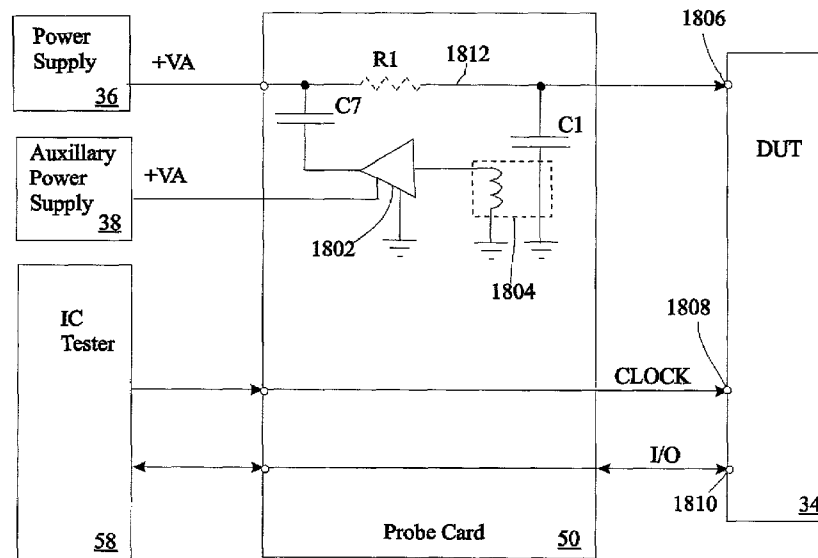 Power
Supply
36
+VA
R1
1812
1806
C7
C1
Auxillary
Power
Supply
38
+VA
DUT
1802
1804
IC
Tester
1808
CLOCK
I/O
1810
58
Probe Card
50
34